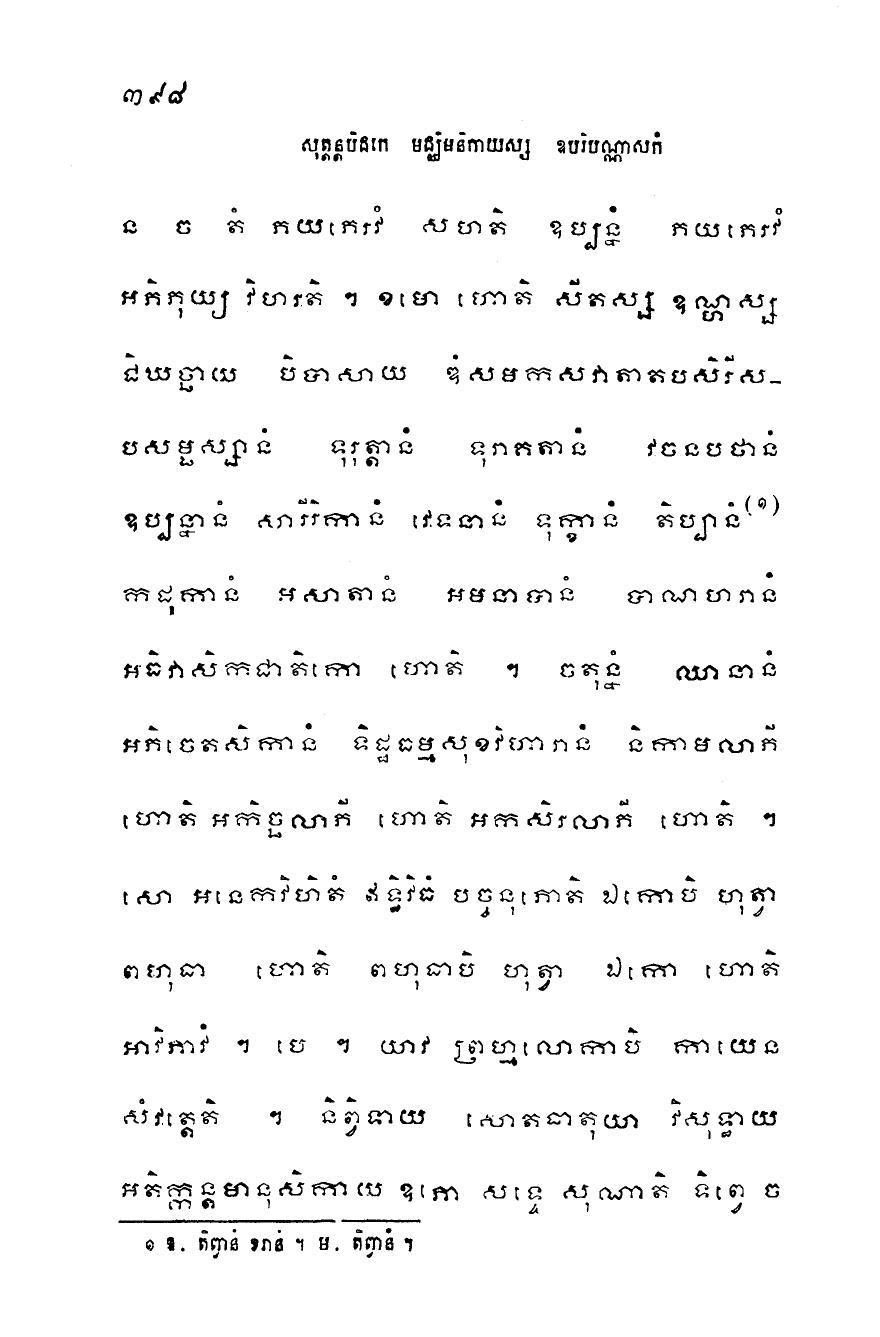 ៣៩៨
សុត្តន្តបិដកេ មជ្ឈិមនិកាយស្ស ឧបរិបណ្ណាសកំ
ន ច តំ ភយភេរវំ សហតិ ឧប្បន្នំ ភយភេរវំ
អភិភុយ្យ វិហរតិ ។ ខមោ ហោតិ សីតស្ស ឧណ្ហស្ស
ជិឃច្ឆាយ បិបាសាយ ឌំសមកសវាតាតបសិរីស-
បសម្ផស្សានំ ទុរុត្តានំ ទុរាគតានំ វចនបថានំ
ឧប្បន្នានំ សារីរិកានំ វេទនានំ ទុក្ខានំ តិប្បានំ(១)
កដុកានំ អសាតានំ អមនាបានំ បាណហរានំ
អធិវាសិកជាតិកោ ហោតិ ។ ចតុន្នំ ឈានានំ
អភិចេតសិកានំ ទិដ្ឋធម្មសុខវិហារានំ និកាមលាភី
ហោតិ អកិច្ឆលាភី ហោតិ អកសិរលាភី ហោតិ ។
សោ អនេកវិហិតំ ឥទ្ធិវិធំ បច្ចនុភោតិ ឯកោបិ ហុត្វា
ពហុធា ហោតិ ពហុធាបិ ហុត្វា ឯកោ ហោតិ
អាវិភាវំ ។ បេ ។ យាវ ព្រហ្មលោកាបិ កាយេន
សំវត្តេតិ ។ ទិព្វាយ សោតធាតុយា វិសុទ្ធាយ
អតិក្កន្តមានុសិកាយ ឧភោ សទ្ទេ សុណាតិ ទិព្វេ ច
១ ឱ. តិព្វានំ ខរានំ ។ ម. តិព្វានំ ។